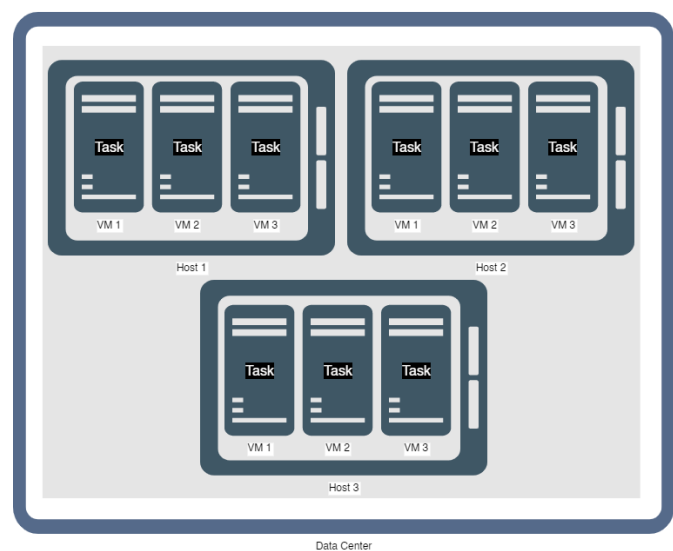 Task Task Task
VM 1 VM 2 VM 3
Host 1
Task Task Task
VM 1 VM 2 VM 3
Host 2
Task Task Task
VM 1 VM 2 VM 3
Host 3
Data Center